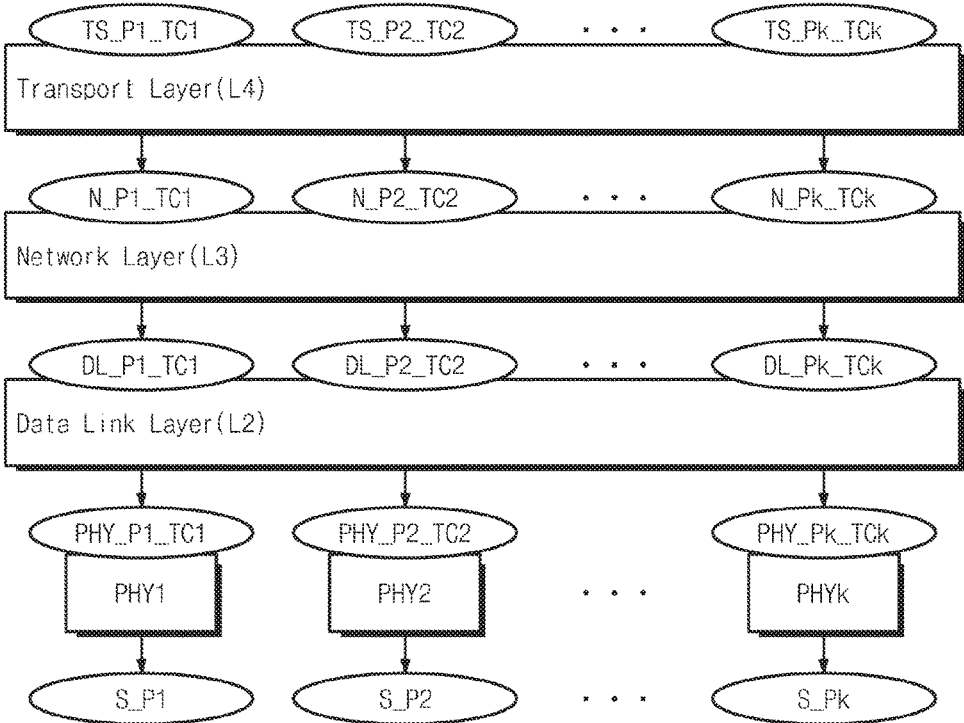 TS_P1_TC1 TS_P2_TC2 . . . TS_Pk_TCk
Transport Layer(L4)
N_P1_TC1 N_P2_TC2 . . . N_Pk_TCk
Network Layer(L3)
DL_P1_TC1 DL_P2_TC2 . . . DL_Pk_TCk
Data Link Layer(L2)
PHY_P1_TC1 PHY_P2_TC2 PHY_Pk_TCk
PHY1 PHY2 . . . PHYk
S_P1 S_P2 . . . S_Pk